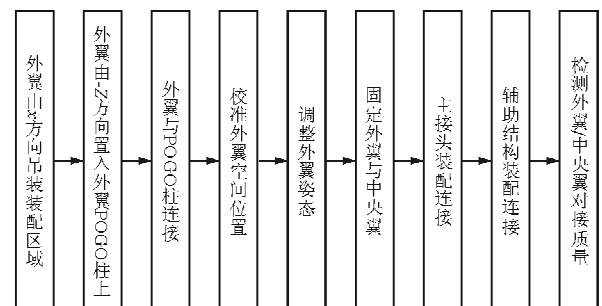 外翼由x方向吊装装配区域
外翼由-Z方向置入外翼POGO柱上
外翼与POGO柱连接
校准外翼空间位置
调整外翼姿态
固定外翼与中央翼
主接头装配连接
辅助结构装配连接
检测外翼/中央翼对接质量